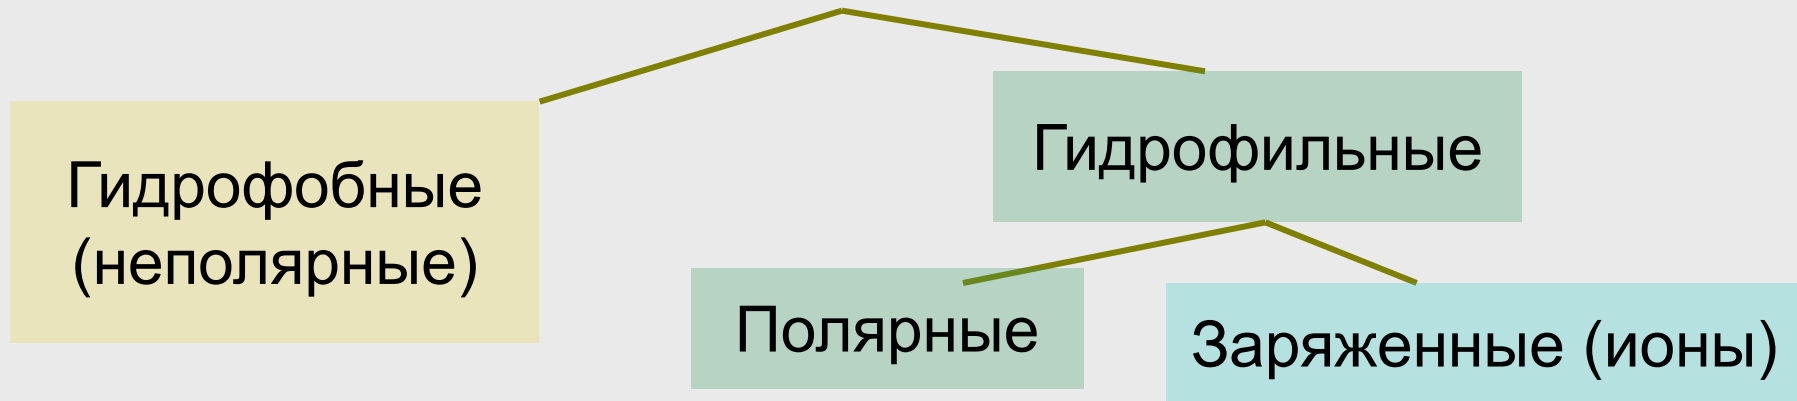 Гидрофобные
(неполярные)
Гидрофильные
Полярные
Заряженные (ионы)